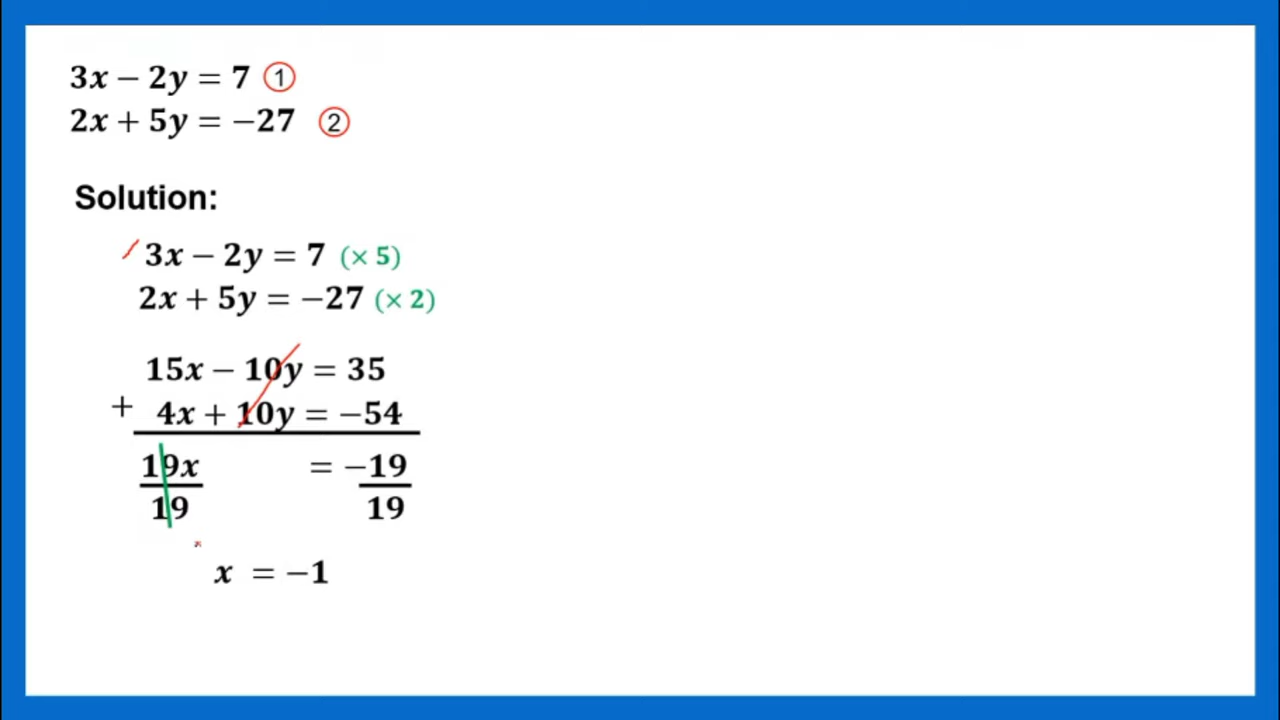 3x − 2y = 7 ①
2x + 5y = −27 ②
Solution:
3x − 2y = 7 (× 5)
2x + 5y = −27 (× 2)
15x − 10y = 35
+ 4x + 10y = −54
19x = −19
19 19
x = −1